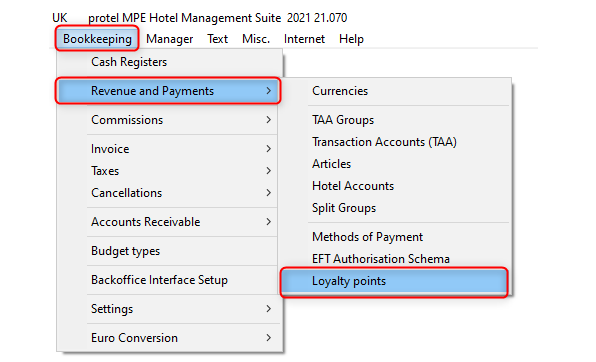 UK protel MPE Hotel Management Suite 2021 21.070
Bookkeeping Manager Text Misc. Internet Help
Cash Registers
Revenue and Payments
Commissions
Invoice
Taxes
Cancellations
Accounts Receivable
Budget types
Backoffice Interface Setup
Settings
Euro Conversion
Currencies
TAA Groups
Transaction Accounts (TAA)
Articles
Hotel Accounts
Split Groups
Methods of Payment
EFT Authorisation Schema
Loyalty points